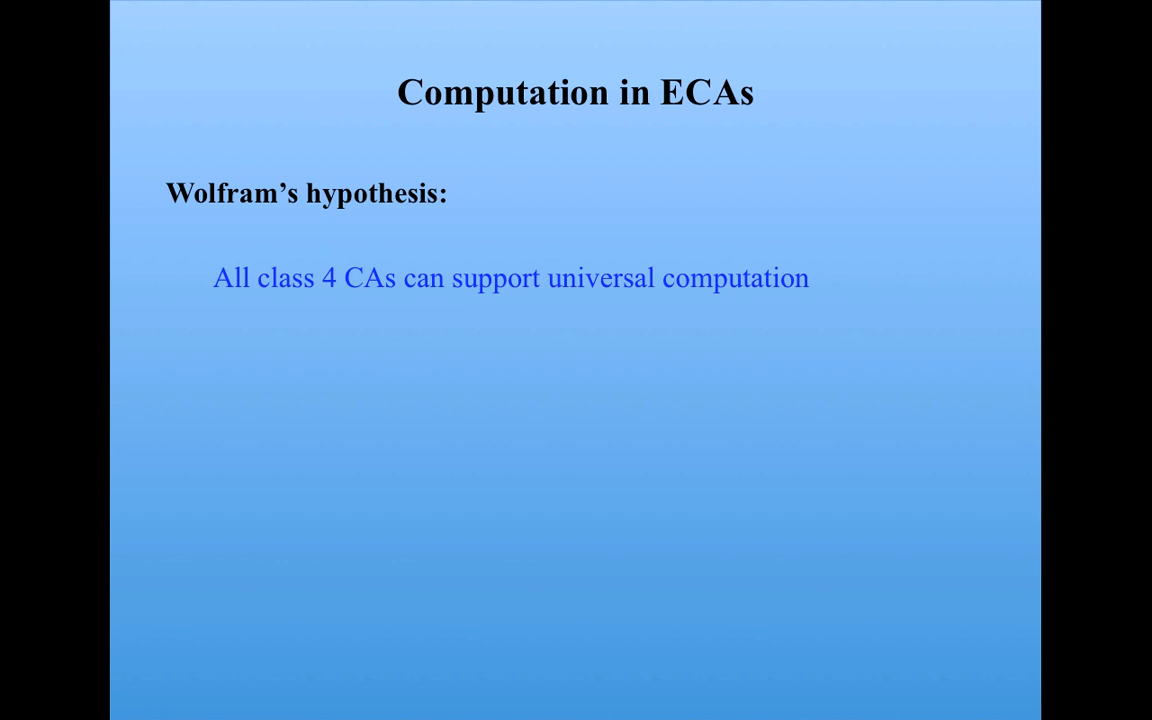 Computation in ECAs
Wolfram’s hypothesis:
All class 4 CAs can support universal computation